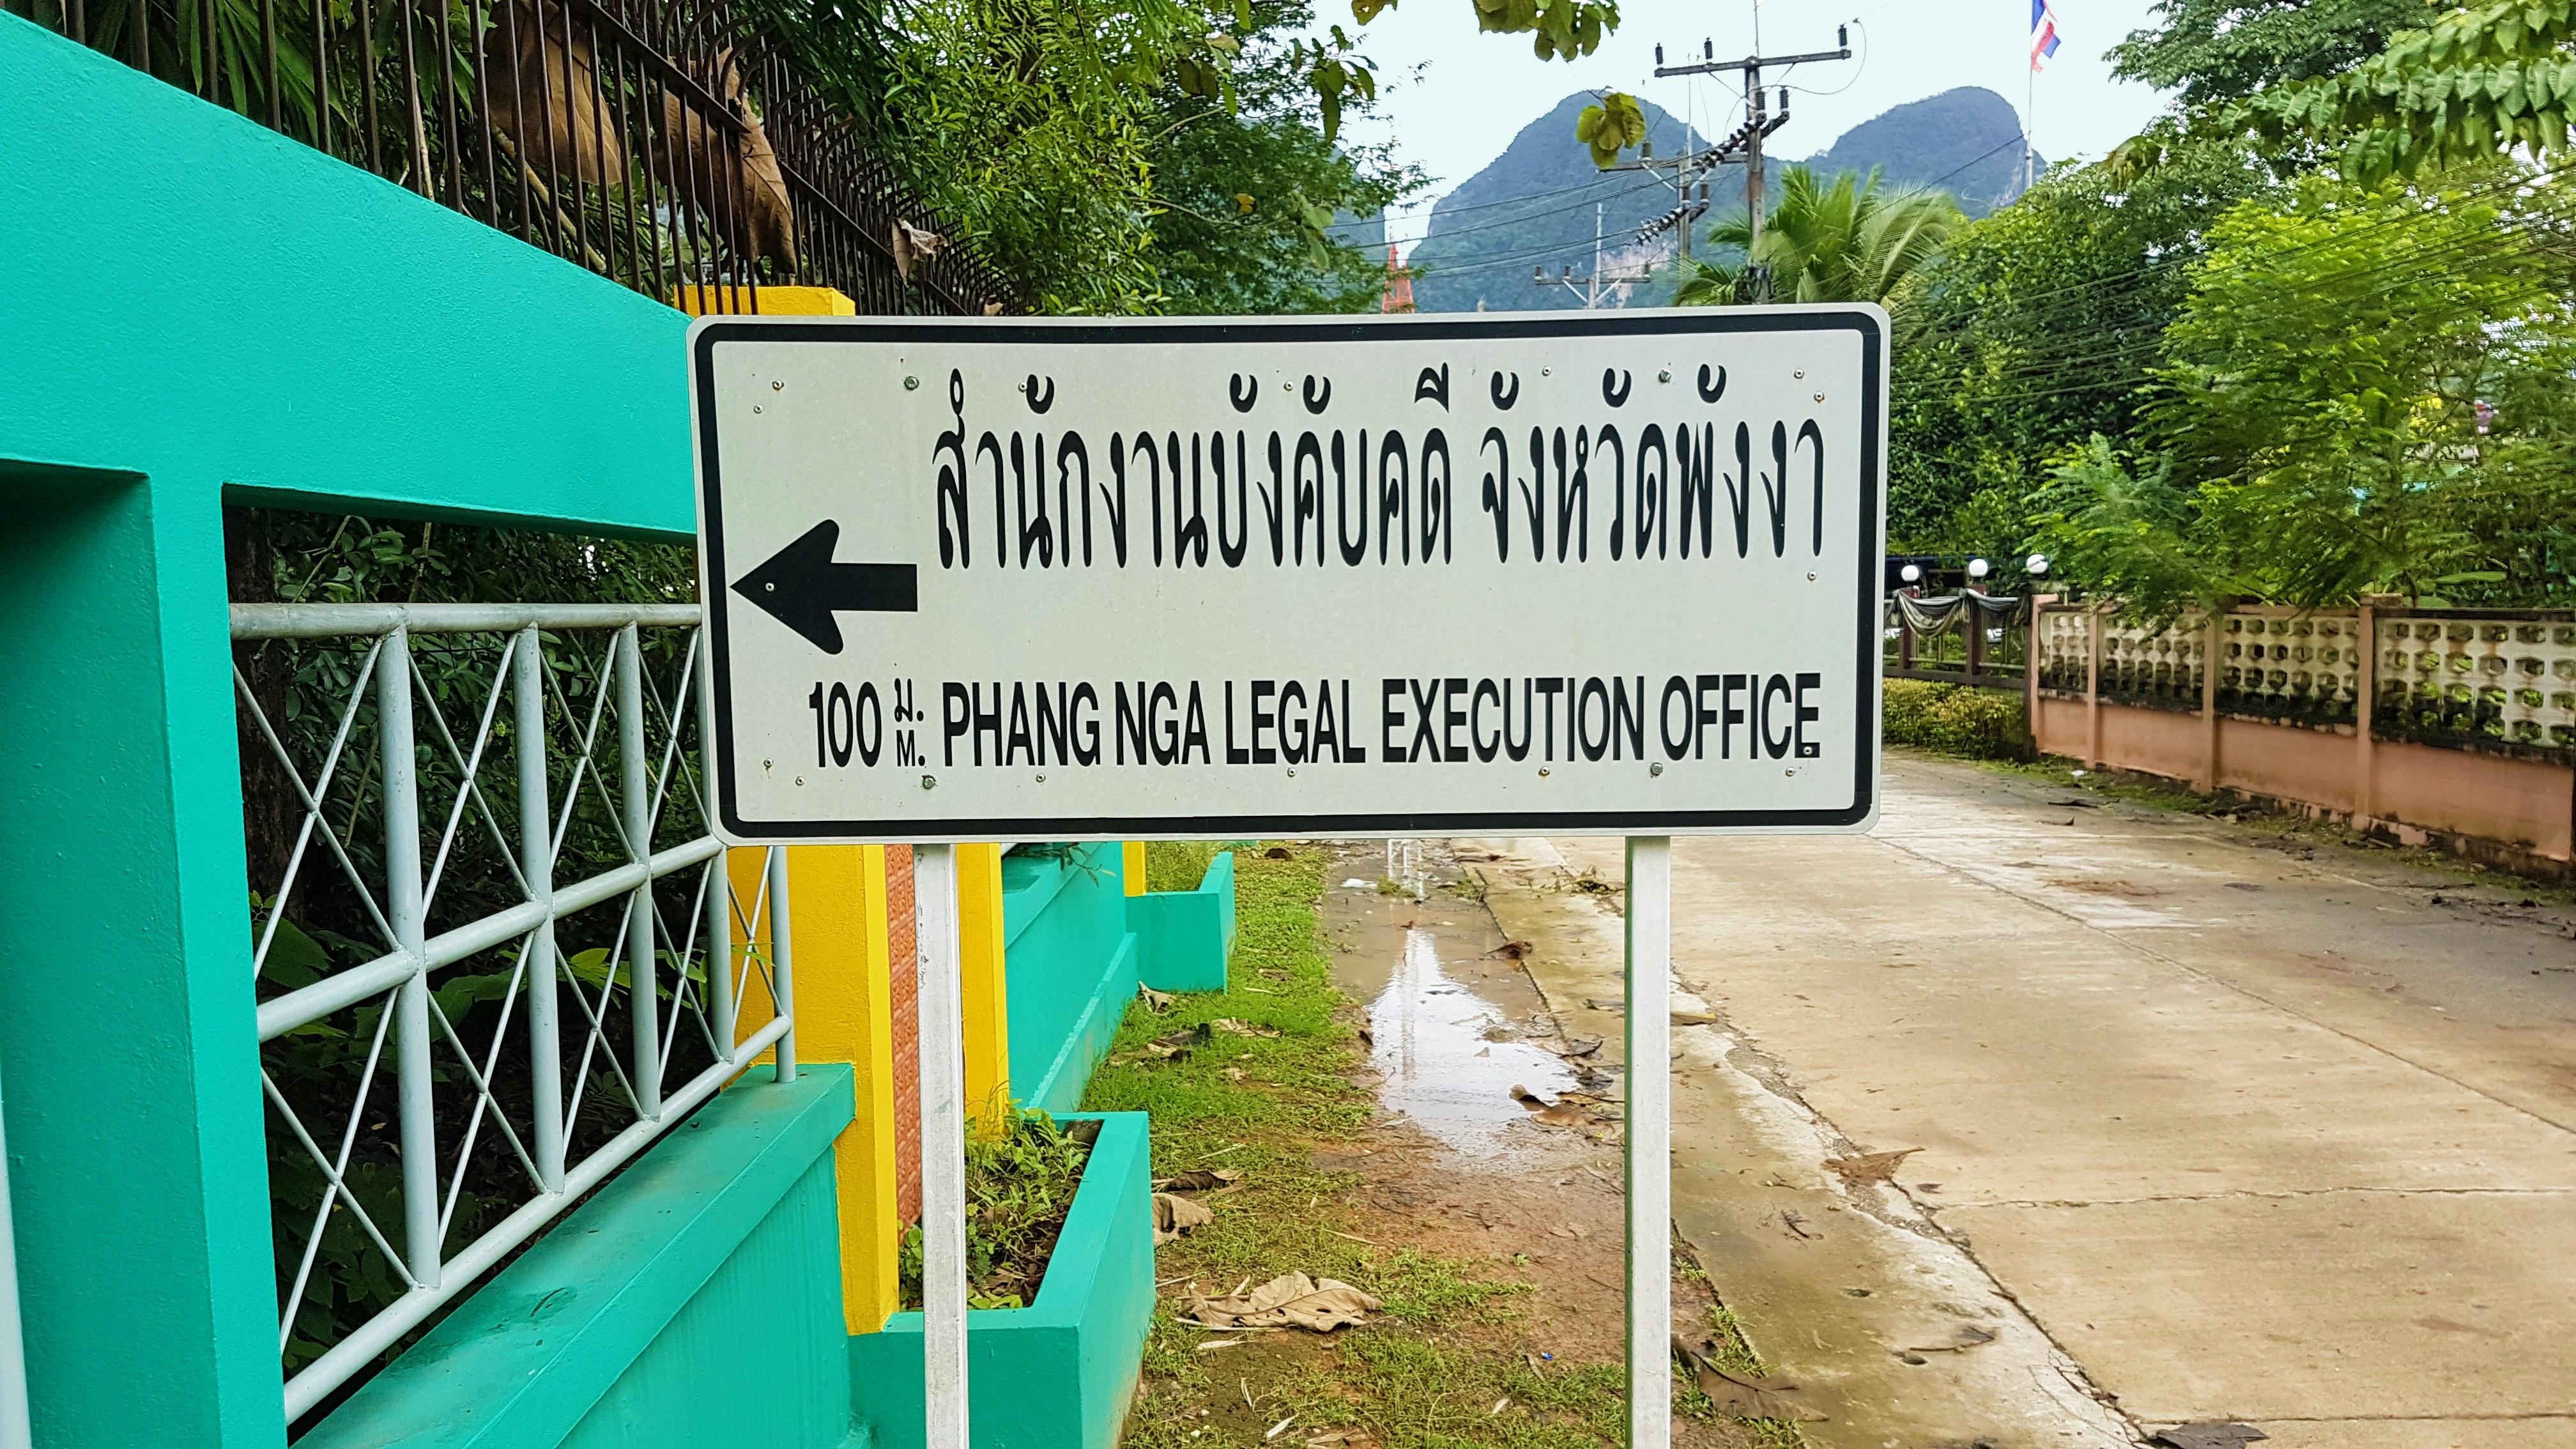 สำนักงานบังคับคดี จังหวัดพังงา
100 ม. M. PHANG NGA LEGAL EXECUTION OFFICE